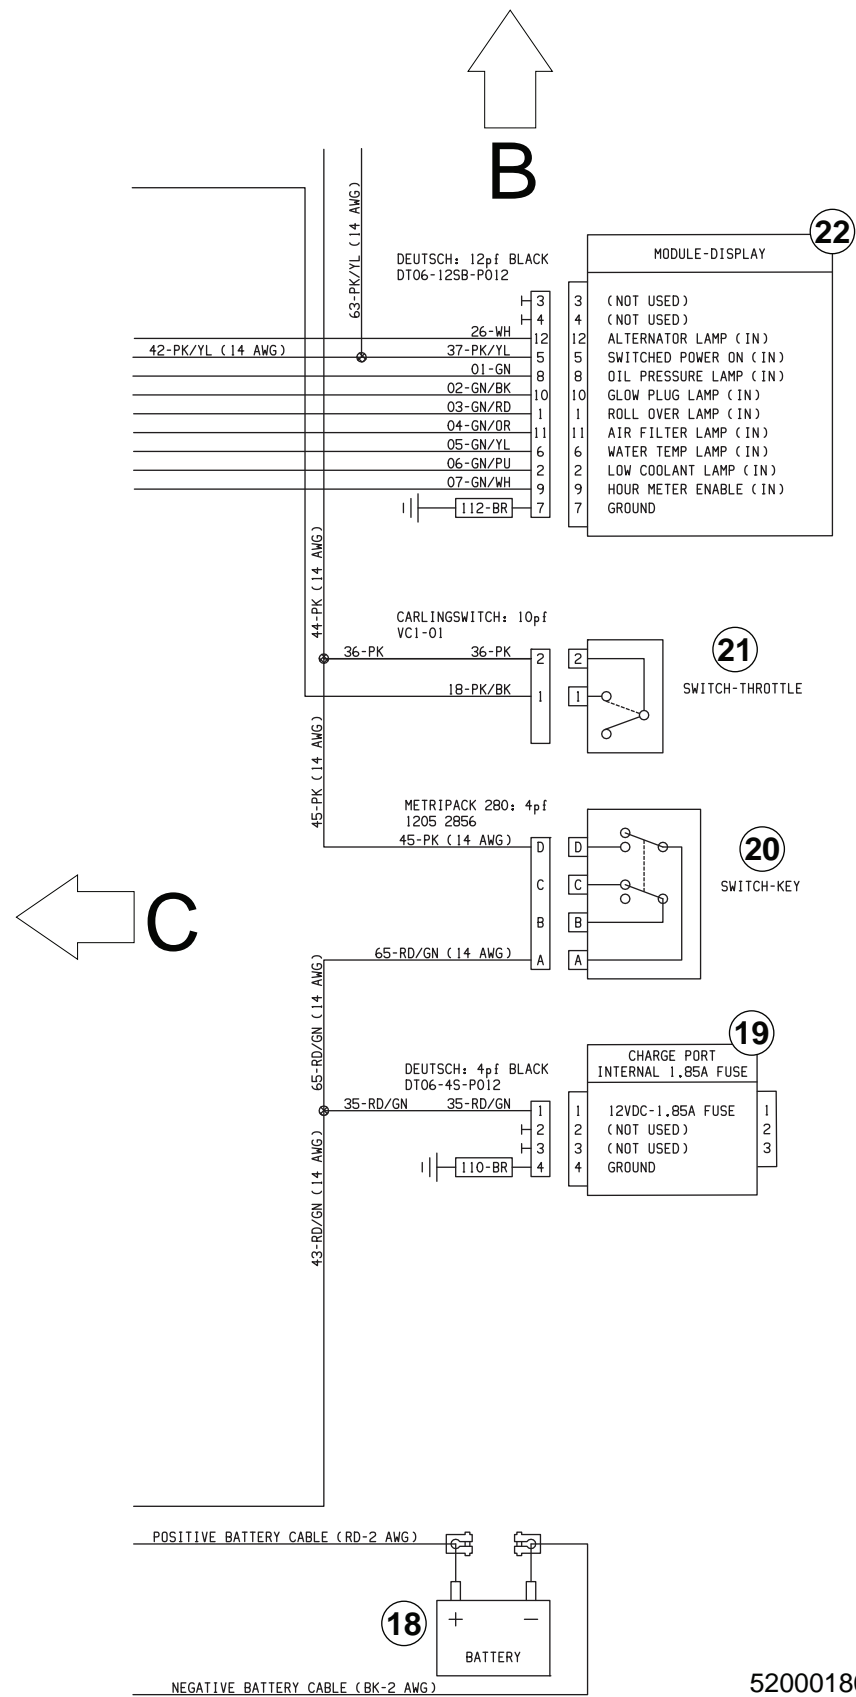 B
22
MODULE-DISPLAY
DEUTSCH: 12pf BLACK
DT06-12SB-P012
63-PK/YL (14 AWG)
3 3 (NOT USED)
4 4 (NOT USED)
26-WH 12 12 ALTERNATOR LAMP (IN)
42-PK/YL (14 AWG) 37-PK/YL 5 5 SWITCHED POWER ON (IN)
01-GN 8 8 OIL PRESSURE LAMP (IN)
02-GN/BK 10 10 GLOW PLUG LAMP (IN)
03-GN/RD 1 1 ROLL OVER LAMP (IN)
04-GN/OR 11 11 AIR FILTER LAMP (IN)
05-GN/YL 6 6 WATER TEMP LAMP (IN)
06-GN/PU 2 2 LOW COOLANT LAMP (IN)
07-GN/WH 9 9 HOUR METER ENABLE (IN)
112-BR 7 7 GROUND
44-PK (14 AWG)
CARLINGSWITCH: 10pf
VC1-01
21
SWITCH-THROTTLE
36-PK 36-PK 2 2
18-PK/BK 1 1
45-PK (14 AWG)
METRIPACK 280: 4pf
1205 2856
45-PK (14 AWG) D D
20
SWITCH-KEY
C C
B B
65-RD/GN (14 AWG) A A
C
65-RD/GN (14 AWG)
19
CHARGE PORT
INTERNAL 1.85A FUSE
DEUTSCH: 4pf BLACK
DT06-4S-P012
35-RD/GN 35-RD/GN 1 1 12VDC-1.85A FUSE 1
2 2 (NOT USED) 2
3 3 (NOT USED) 3
110-BR 4 4 GROUND
43-RD/GN (14 AWG)
POSITIVE BATTERY CABLE (RD-2 AWG)
18
+ −
BATTERY
NEGATIVE BATTERY CABLE (BK-2 AWG)